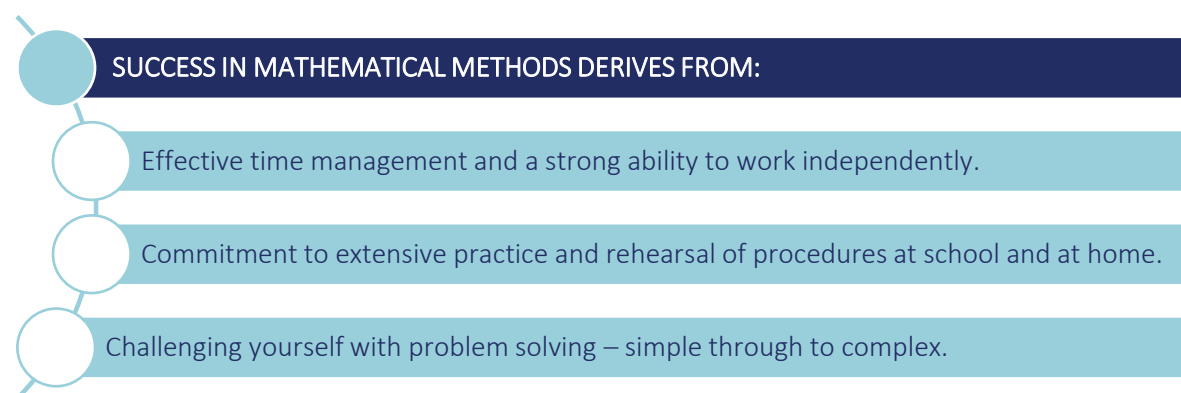 SUCCESS IN MATHEMATICAL METHODS DERIVES FROM:
Effective time management and a strong ability to work independently.
Commitment to extensive practice and rehearsal of procedures at school and at home.
Challenging yourself with problem solving – simple through to complex.